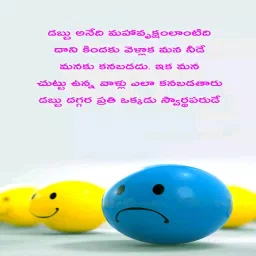 డబ్బు అనేది మహావృక్షంలాంటిది
దాని కిందకు వెళ్లాక మన నీడే
మనకు కనబడదు. ఇక మన
చుట్టు ఉన్న వాళ్లు ఎలా కనబడతారు
డబ్బు దగ్గర ప్రతి ఒక్కడు స్వార్థపరుడే